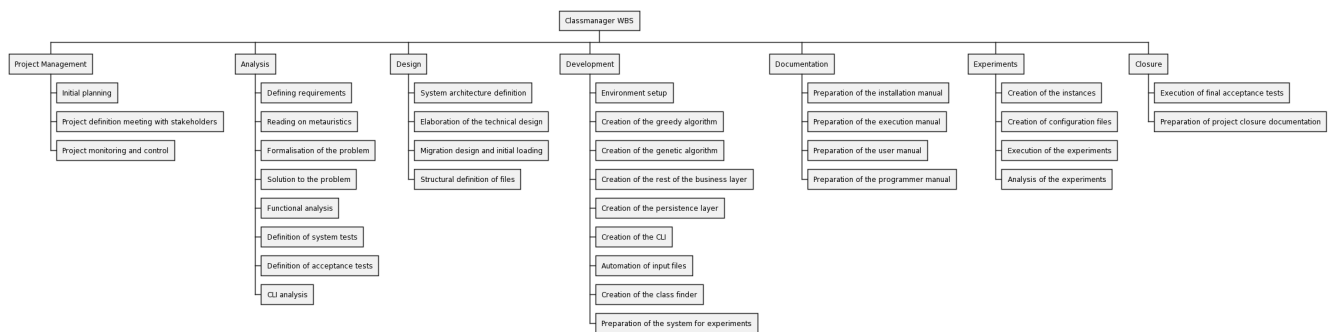 Classmanager WBS
Project Management
Initial planning
Project definition meeting with stakeholders
Project monitoring and control
Analysis
Defining requirements
Reading on metauristics
Formalisation of the problem
Solution to the problem
Functional analysis
Definition of system tests
Definition of acceptance tests
CLI analysis
Design
System architecture definition
Elaboration of the technical design
Migration design and initial loading
Structural definition of files
Development
Environment setup
Creation of the greedy algorithm
Creation of the genetic algorithm
Creation of the rest of the business layer
Creation of the persistence layer
Creation of the CLI
Automation of input files
Creation of the class finder
Preparation of the system for experiments
Documentation
Preparation of the installation manual
Preparation of the execution manual
Preparation of the user manual
Preparation of the programmer manual
Experiments
Creation of the instances
Creation of configuration files
Execution of the experiments
Analysis of the experiments
Closure
Execution of final acceptance tests
Preparation of project closure documentation